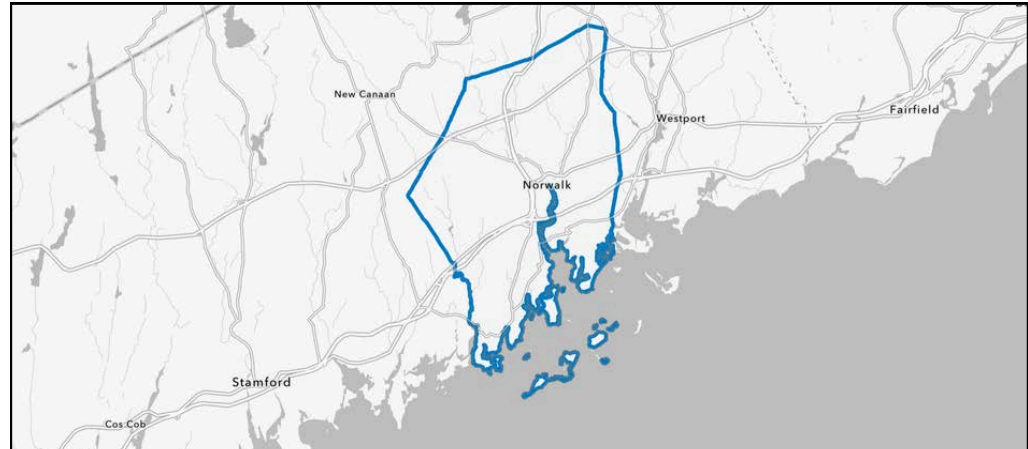 New Canaan
Fairfield
Westport
Norwalk
Stamford
Cos Cob